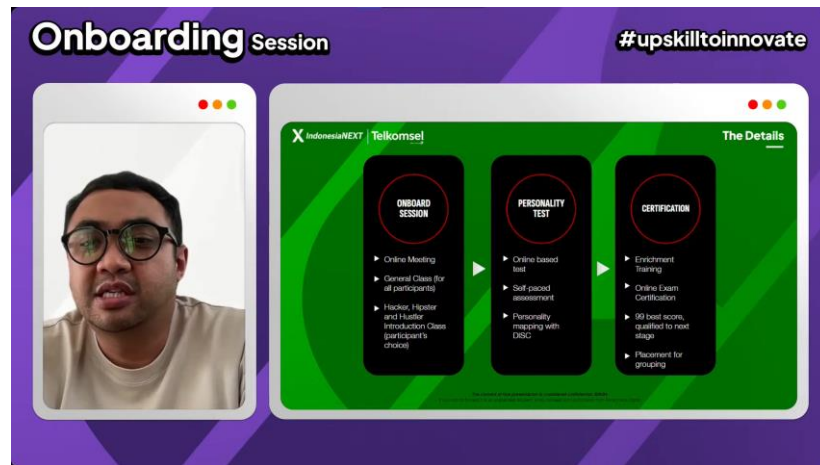 Onboarding Session
#upskilltoinnovate
X IndonesiaNEXT | Telkomsel
The Details
ONBOARD
SESSION
► Online Meeting
► General Class (for
all participants)
► Hacker, Hipster
and Hustler
Introduction Class
(participant's
choice)
PERSONALITY
TEST
► Online based
test
► Self-paced
assessment
► Personality
mapping with
DISC
CERTIFICATION
► Enrichment
Training
► Online Exam
Certification
► 99 best score,
qualified to next
stage
► Placement for
grouping